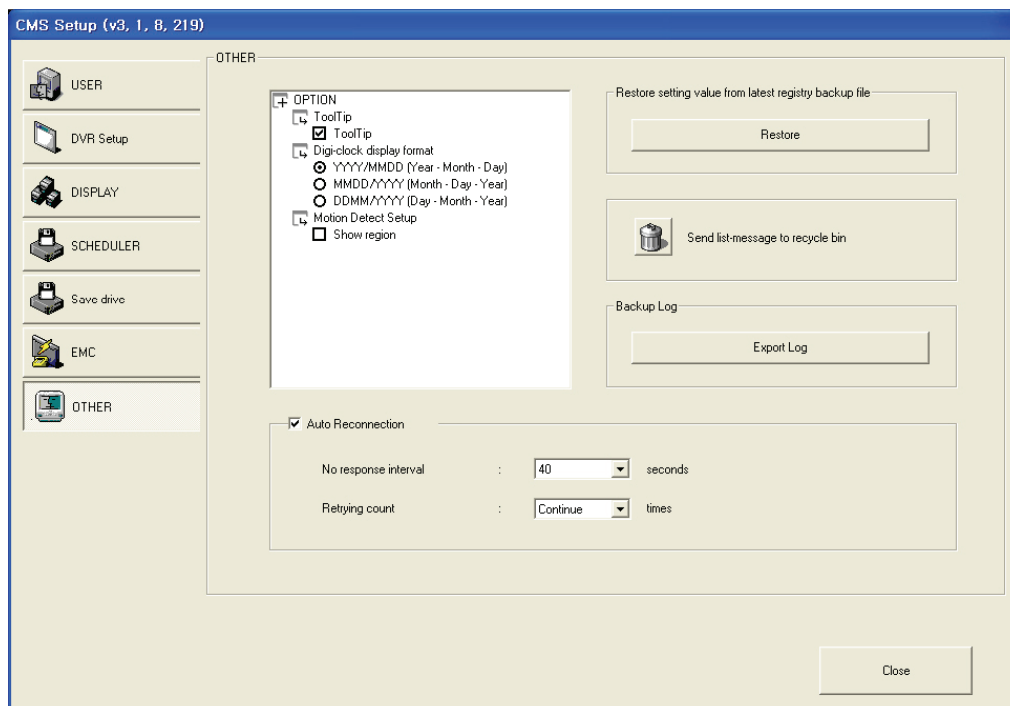 CMS Setup (v3, 1, 8, 219)
USER
DVR Setup
DISPLAY
SCHEDULER
Save drive
EMC
OTHER
OTHER
OPTION
ToolTip
ToolTip
Digi-clock display format
YYYY/MMDD (Year - Month - Day)
MMDD/YYYY (Month - Day - Year)
DDMM/YYYY (Day - Month - Year)
Motion Detect Setup
Show region
Restore setting value from latest registry backup file
Restore
Send list-message to recycle bin
Backup Log
Export Log
Auto Reconnection
No response interval : 40 seconds
Retrying count : Continue times
Close